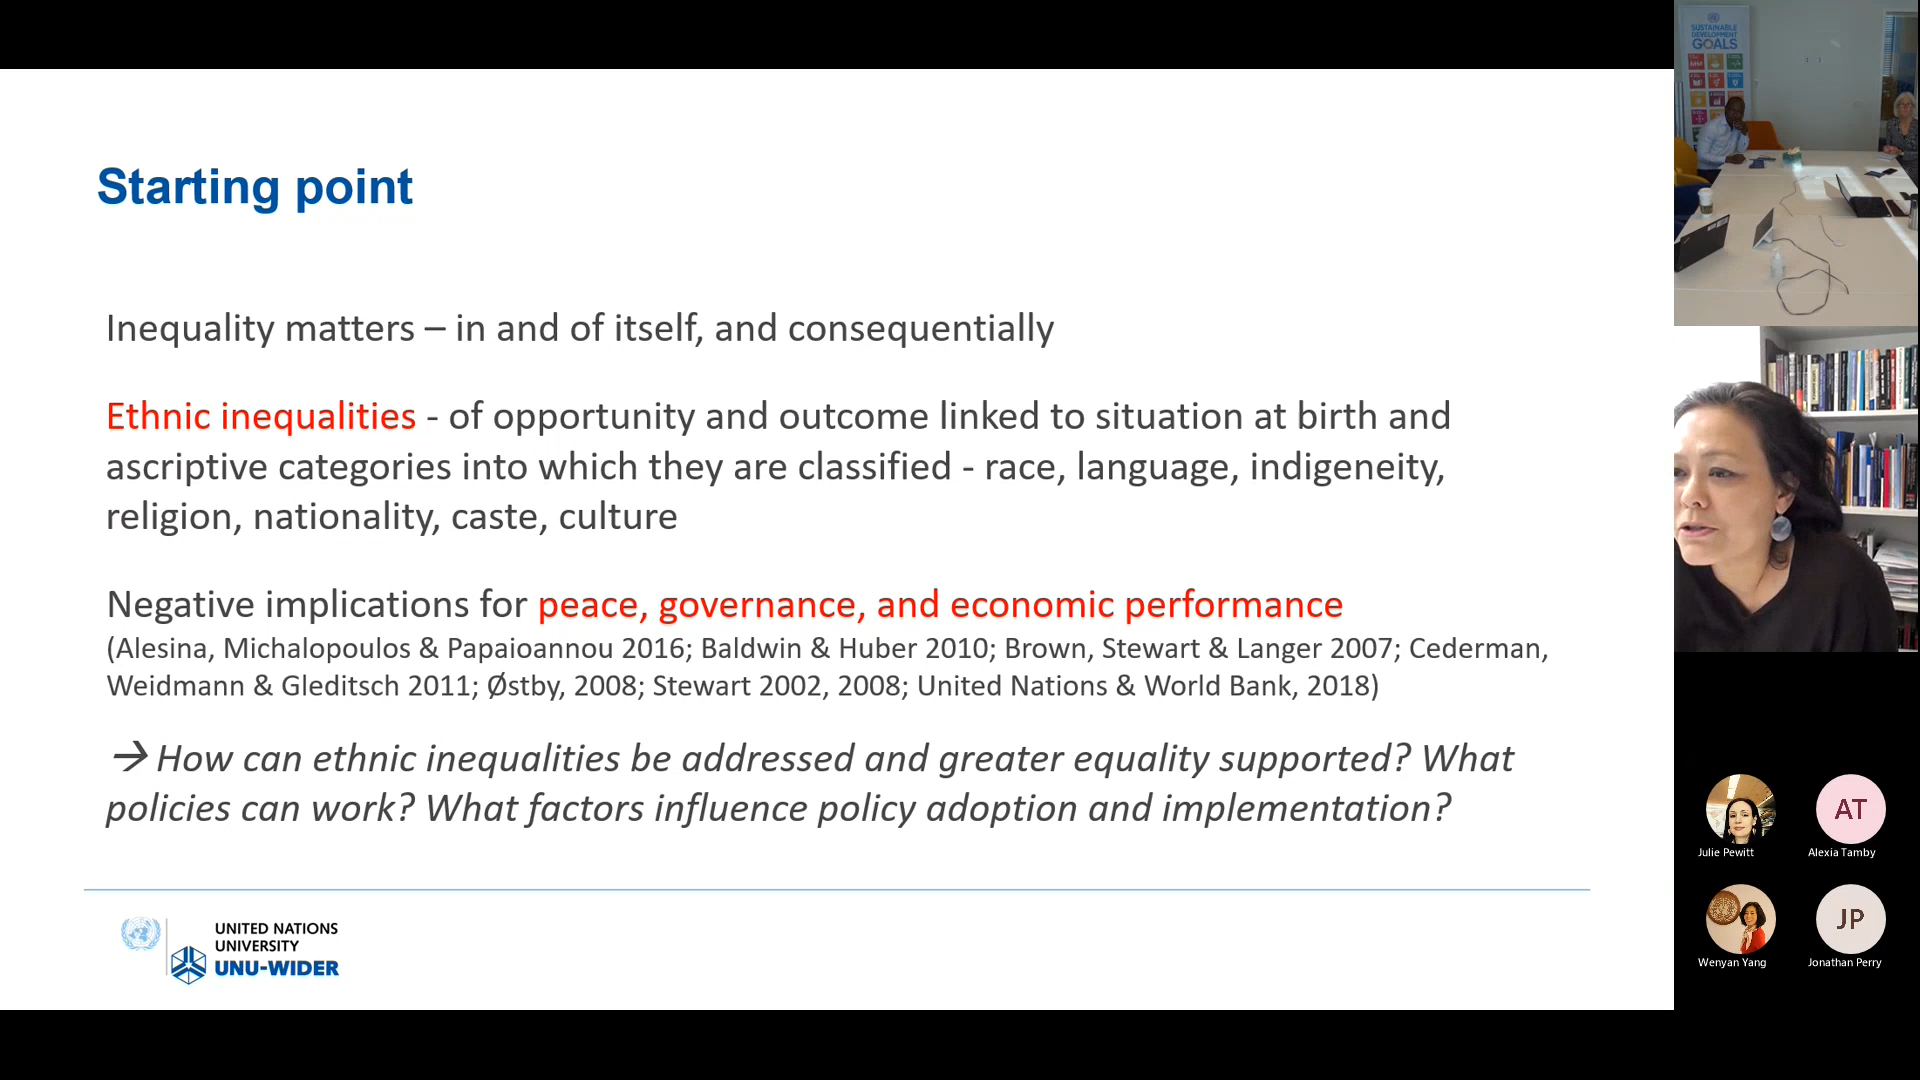 Starting point
Inequality matters – in and of itself, and consequentially
Ethnic inequalities - of opportunity and outcome linked to situation at birth and
ascriptive categories into which they are classified - race, language, indigeneity,
religion, nationality, caste, culture
Negative implications for peace, governance, and economic performance
(Alesina, Michalopoulos & Papaioannou 2016; Baldwin & Huber 2010; Brown, Stewart & Langer 2007; Cederman,
Weidmann & Gleditsch 2011; Østby, 2008; Stewart 2002, 2008; United Nations & World Bank, 2018)
→ How can ethnic inequalities be addressed and greater equality supported? What
policies can work? What factors influence policy adoption and implementation?
UNITED NATIONS
UNIVERSITY
UNU-WIDER
SUSTAINABLE
DEVELOPMENT
GOALS
Julie Pewitt
AT
Alexia Tamby
Wenyan Yang
JP
Jonathan Perry